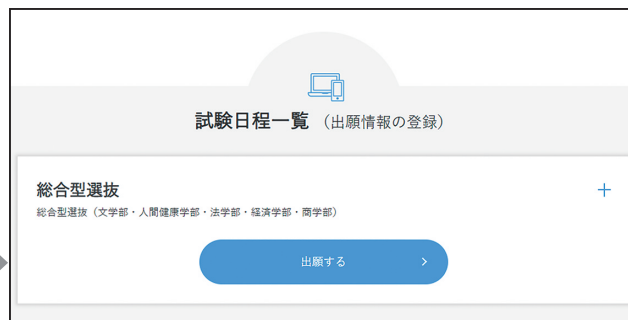 試験日程一覧 （出願情報の登録）
総合型選抜
総合型選抜（文学部・人間健康学部・法学部・経済学部・商学部）
出願する